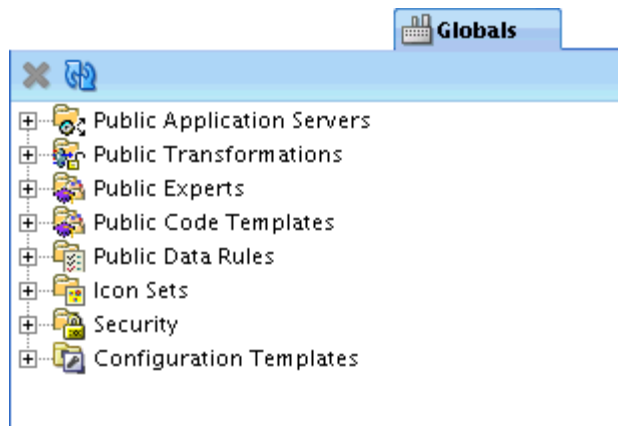 Globals
Public Application Servers
Public Transformations
Public Experts
Public Code Templates
Public Data Rules
Icon Sets
Security
Configuration Templates